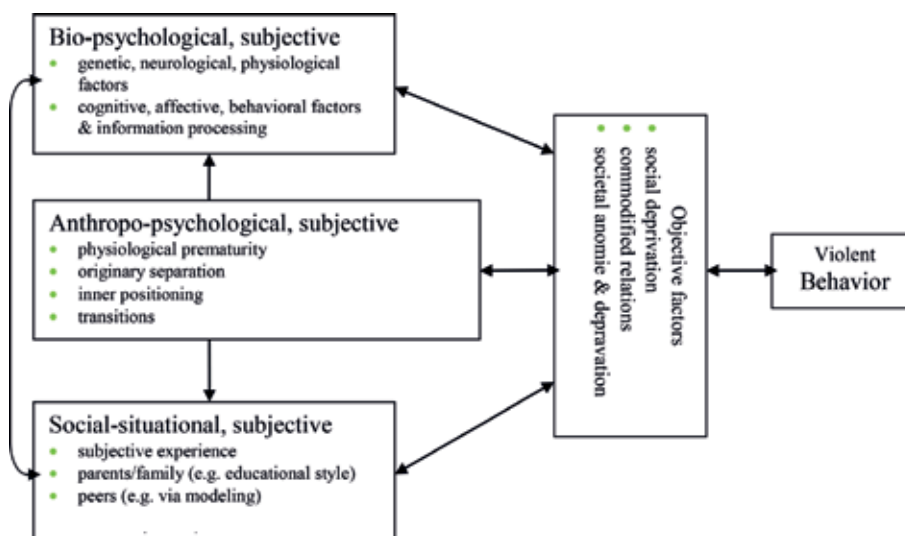 Bio-psychological, subjective
genetic, neurological, physiological
factors
cognitive, affective, behavioral factors
& information processing
Anthropo-psychological, subjective
physiological prematurity
originary separation
inner positioning
transitions
Social-situational, subjective
subjective experience
parents/family (e.g. educational style)
peers (e.g. via modeling)
Objective factors
social deprivation
commodified relations
societal anomie & depravation
Violent
Behavior